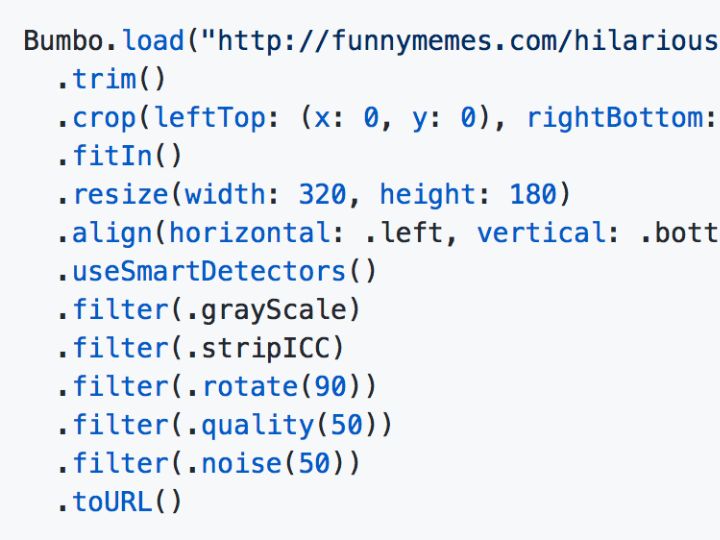 Bumbo.load("http://funnymemes.com/hilarious
.trim()
.crop(leftTop: (x: 0, y: 0), rightBottom:
.fitIn()
.resize(width: 320, height: 180)
.align(horizontal: .left, vertical: .bott
.useSmartDetectors()
.filter(.grayScale)
.filter(.stripICC)
.filter(.rotate(90))
.filter(.quality(50))
.filter(.noise(50))
.toURL()